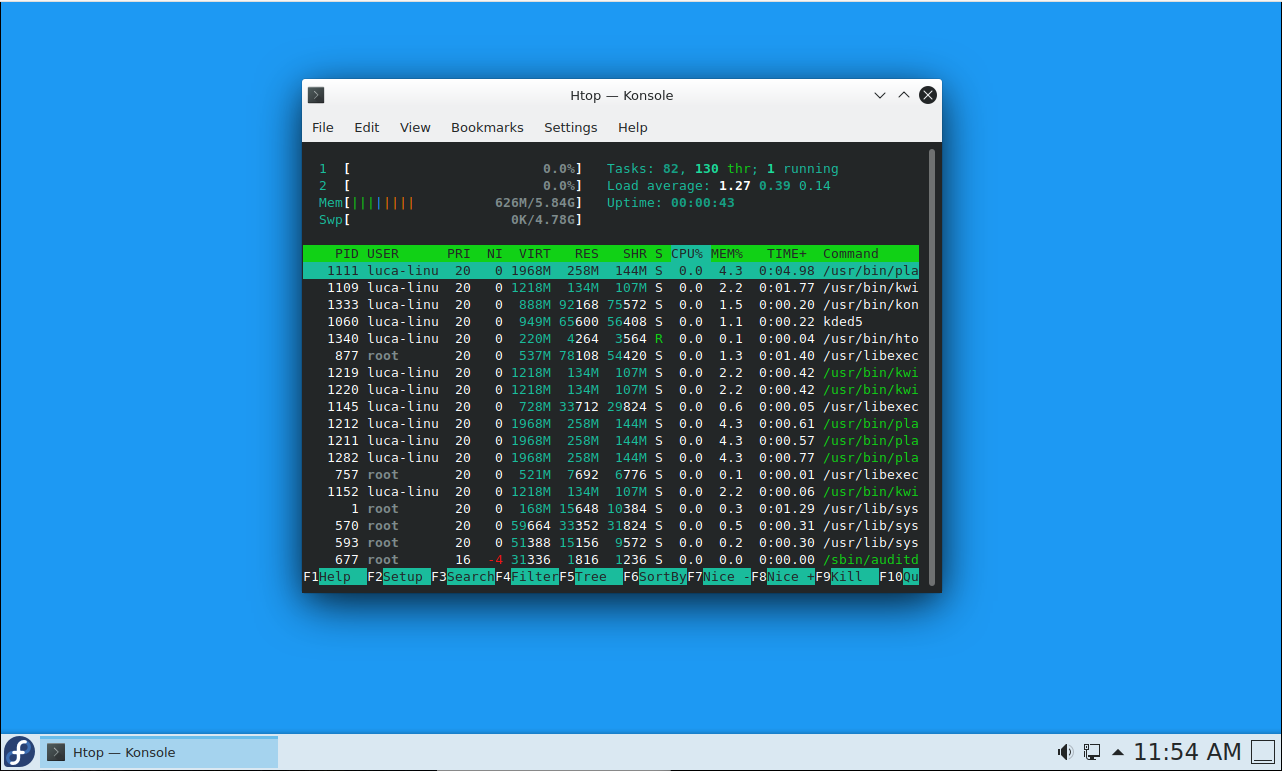 Htop — Konsole
File Edit View Bookmarks Settings Help
1 [ 0.0%] Tasks: 82, 130 thr; 1 running
2 [ 0.0%] Load average: 1.27 0.39 0.14
Mem[||||||||| 626M/5.84G] Uptime: 00:00:43
Swp[ 0K/4.78G]
PID USER PRI NI VIRT RES SHR S CPU% MEM% TIME+ Command
1111 luca-linu 20 0 1968M 258M 144M S 0.0 4.3 0:04.98 /usr/bin/pla
1109 luca-linu 20 0 1218M 134M 107M S 0.0 2.2 0:01.77 /usr/bin/kwi
1333 luca-linu 20 0 888M 92168 75572 S 0.0 1.5 0:00.20 /usr/bin/kon
1060 luca-linu 20 0 949M 65600 56408 S 0.0 1.1 0:00.22 kded5
1340 luca-linu 20 0 220M 4264 3564 R 0.0 0.1 0:00.04 /usr/bin/hto
877 root 20 0 537M 78108 54420 S 0.0 1.3 0:01.40 /usr/libexec
1219 luca-linu 20 0 1218M 134M 107M S 0.0 2.2 0:00.42 /usr/bin/kwi
1220 luca-linu 20 0 1218M 134M 107M S 0.0 2.2 0:00.42 /usr/bin/kwi
1145 luca-linu 20 0 728M 33712 29824 S 0.0 0.6 0:00.05 /usr/libexec
1212 luca-linu 20 0 1968M 258M 144M S 0.0 4.3 0:00.61 /usr/bin/pla
1211 luca-linu 20 0 1968M 258M 144M S 0.0 4.3 0:00.57 /usr/bin/pla
1282 luca-linu 20 0 1968M 258M 144M S 0.0 4.3 0:00.77 /usr/bin/pla
757 root 20 0 521M 7692 6776 S 0.0 0.1 0:00.01 /usr/libexec
1152 luca-linu 20 0 1218M 134M 107M S 0.0 2.2 0:00.06 /usr/bin/kwi
1 root 20 0 168M 15648 10384 S 0.0 0.3 0:01.29 /usr/lib/sys
570 root 20 0 59664 33352 31824 S 0.0 0.5 0:00.31 /usr/lib/sys
593 root 20 0 51388 15156 9572 S 0.0 0.2 0:00.30 /usr/lib/sys
677 root 16 -4 31336 1816 1236 S 0.0 0.0 0:00.00 /sbin/auditd
F1Help F2Setup F3SearchF4FilterF5Tree F6SortByF7Nice -F8Nice +F9Kill F10Qu
Htop — Konsole 11:54 AM